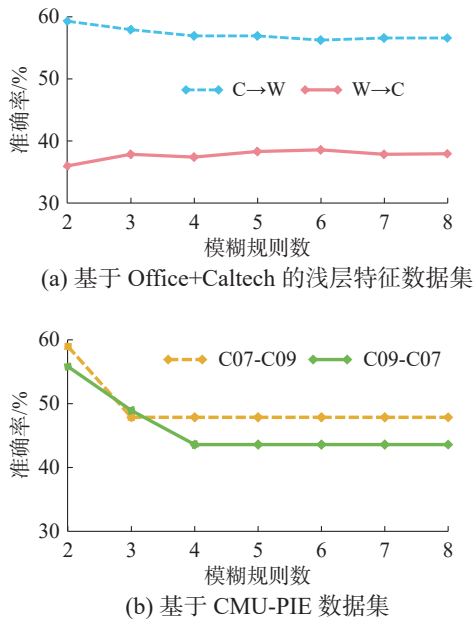 60
50
40
30
准确率/%
C→W
W→C
2 3 4 5 6 7 8
模糊规则数
(a) 基于 Office+Caltech 的浅层特征数据集
60
50
40
30
准确率/%
C07-C09
C09-C07
2 3 4 5 6 7 8
模糊规则数
(b) 基于 CMU-PIE 数据集